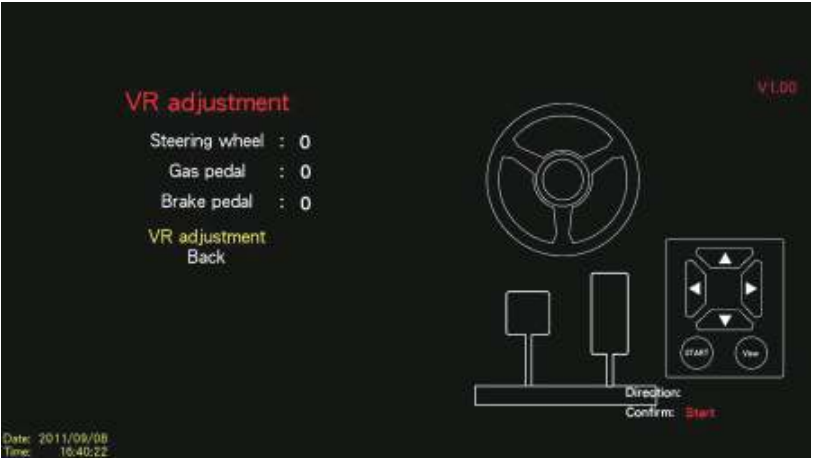 V1.00
VR adjustment
Steering wheel : 0
Gas pedal : 0
Brake pedal : 0
VR adjustment
Back
START View
Direction:
Confirm: Start
Date: 2011/09/08
Time: 16:40:22